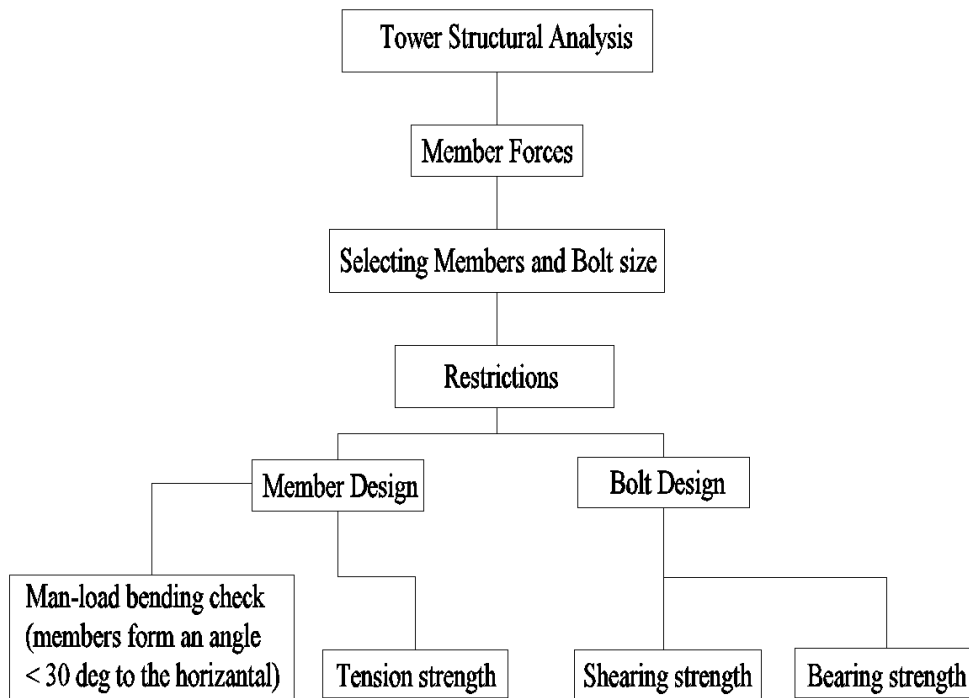 Tower Structural Analysis
Member Forces
Selecting Members and Bolt size
Restrictions
Member Design
Bolt Design
Man-load bending check
(members form an angle
< 30 deg to the horizantal)
Tension strength
Shearing strength
Bearing strength